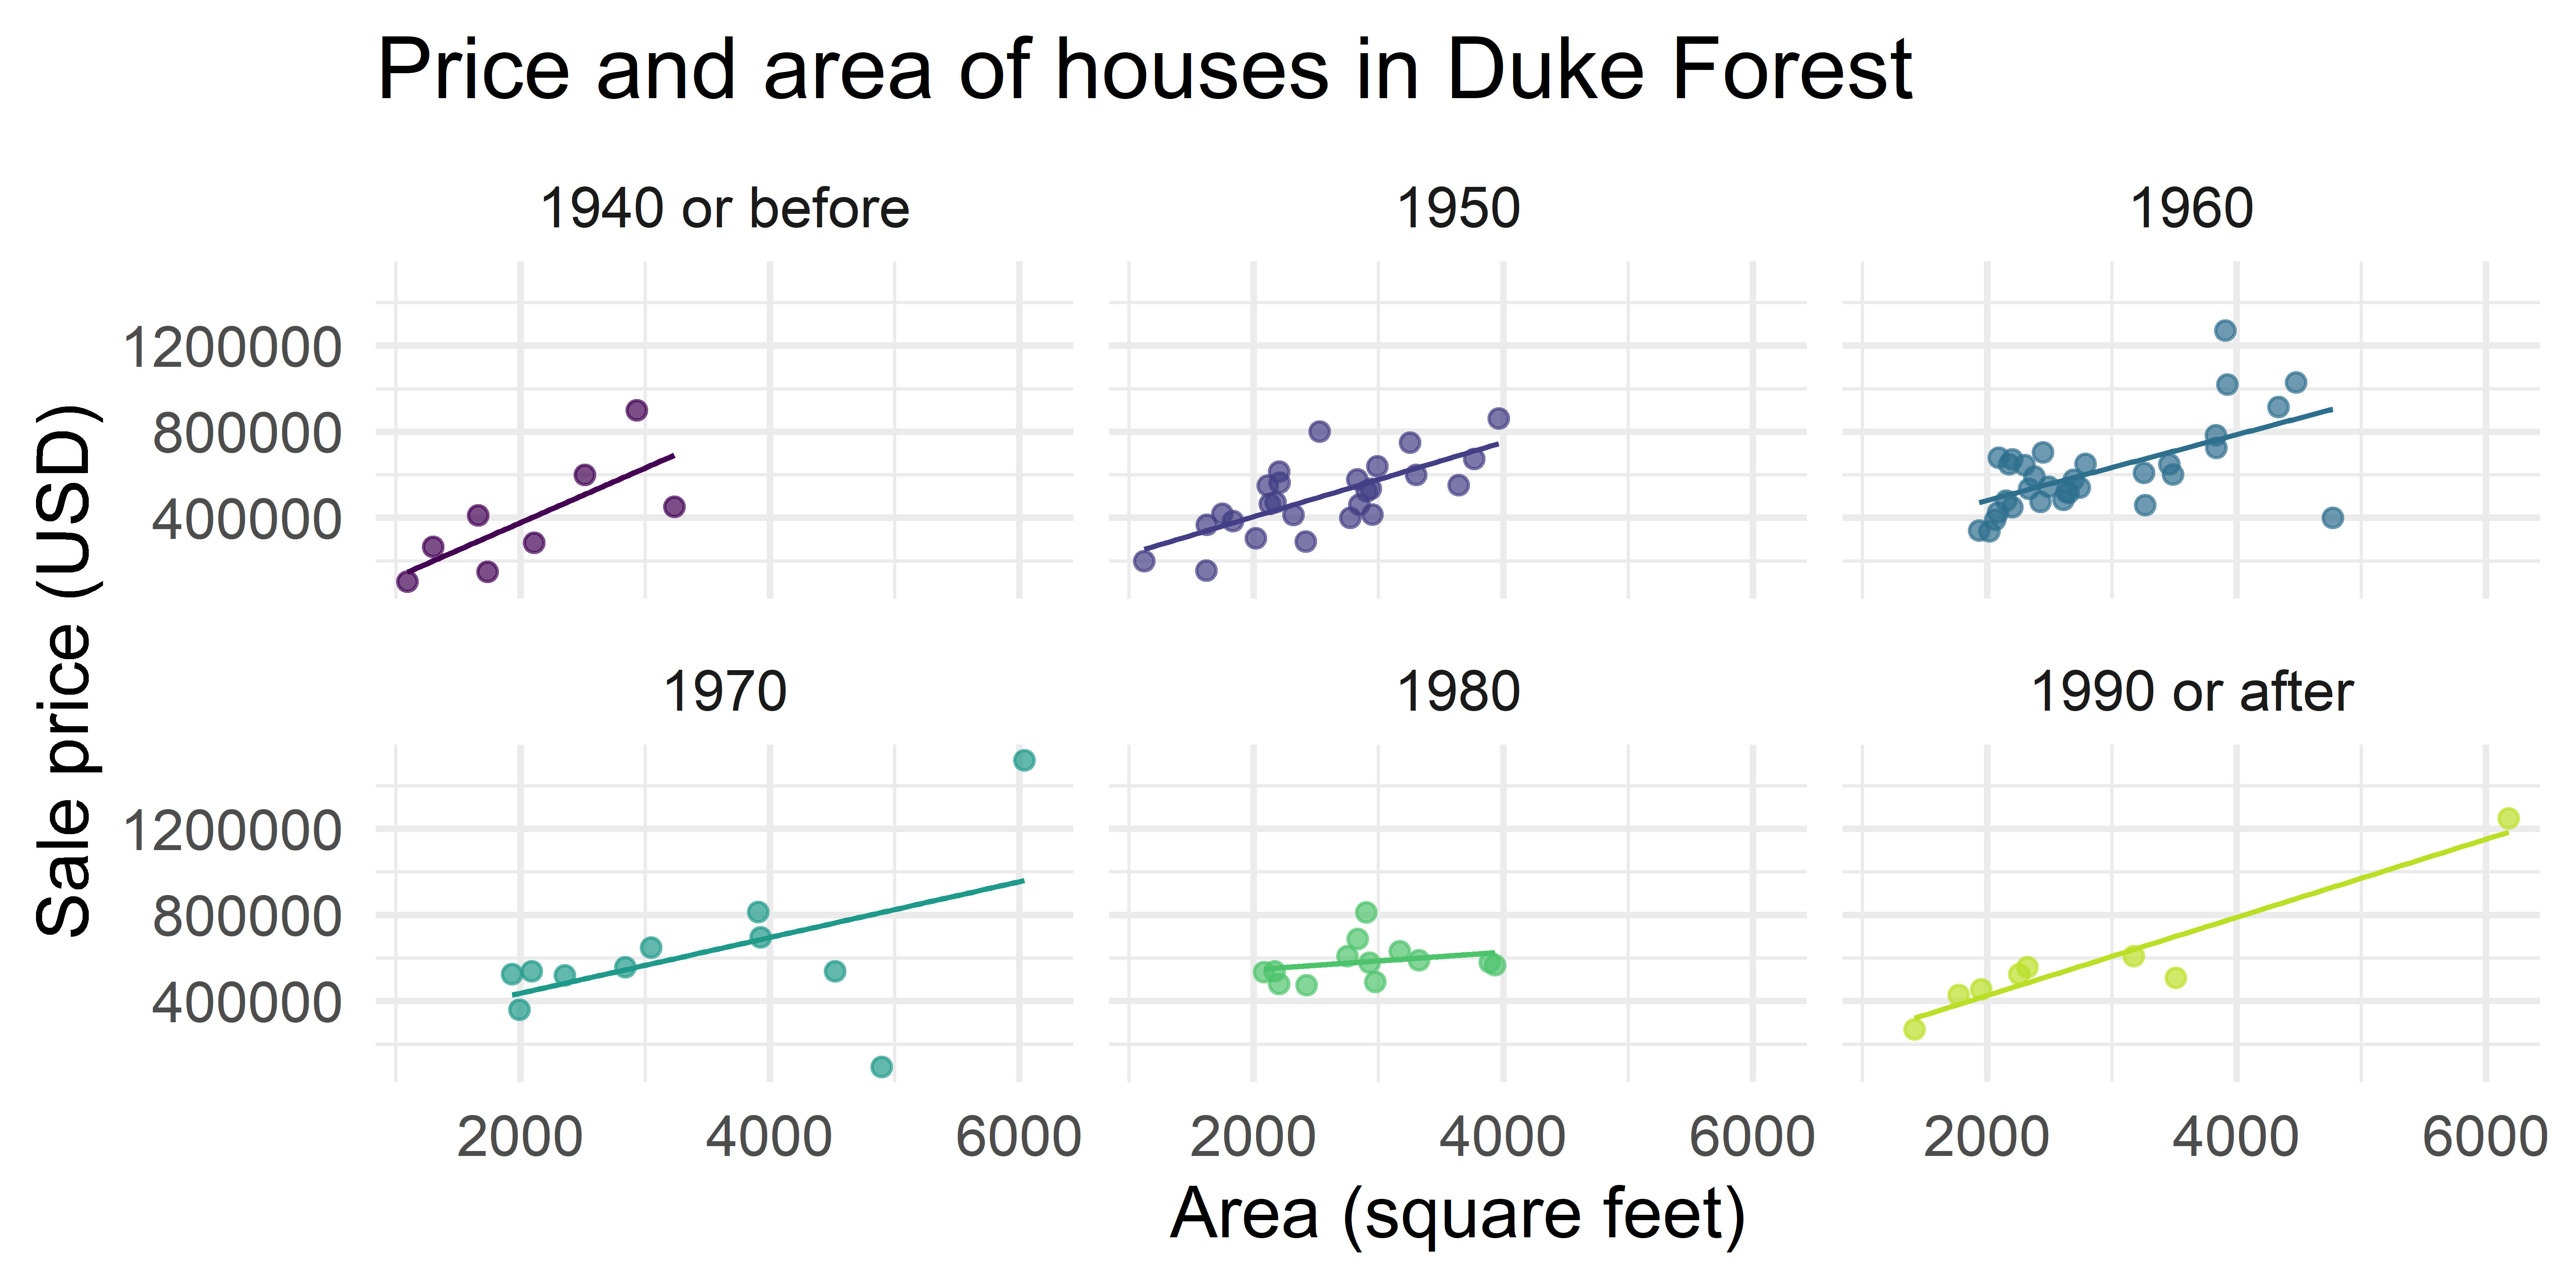 Price and area of houses in Duke Forest
1940 or before
1950
1960
1200000
800000
400000
1970
1980
1990 or after
1200000
800000
400000
2000 4000 6000 2000 4000 6000 2000 4000 6000
Area (square feet)
Sale price (USD)